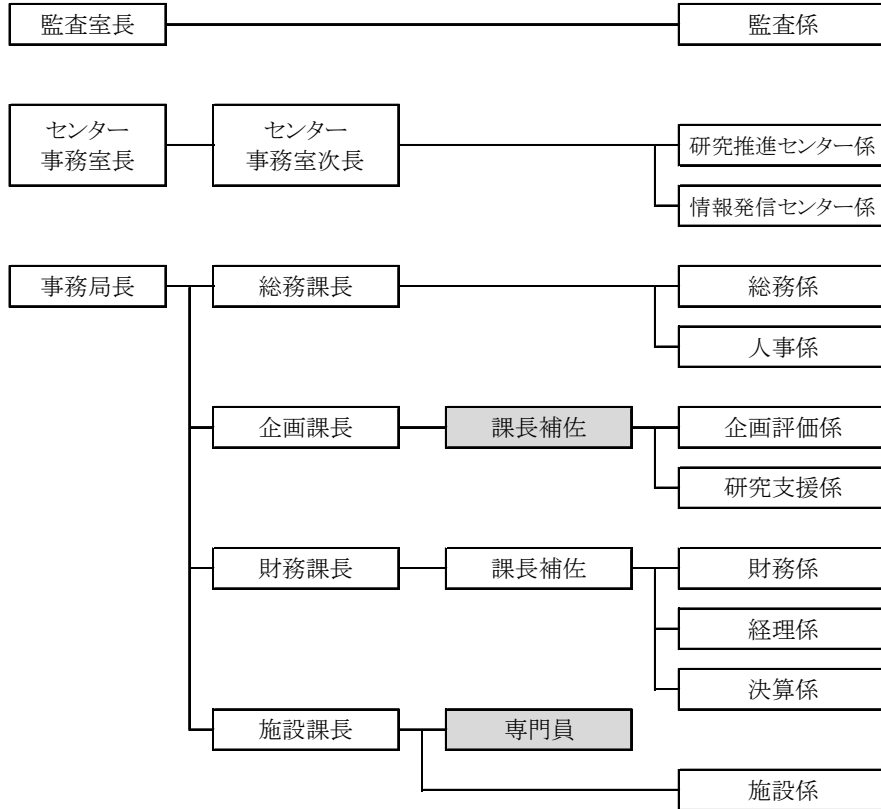 監査室長
監査係
センター
事務室長
センター
事務室次長
研究推進センター係
情報発信センター係
事務局長
総務課長
総務係
人事係
企画課長
課長補佐
企画評価係
研究支援係
財務課長
課長補佐
財務係
経理係
決算係
施設課長
専門員
施設係